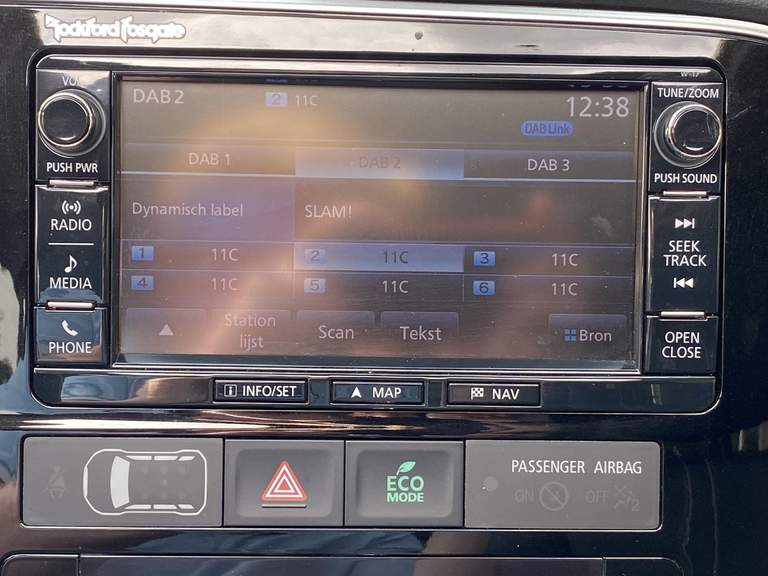 Rockford Fosgate
VOL
PUSH PWR
RADIO
MEDIA
PHONE
DAB2
2 11C
12:38
DAB Link
DAB 1 DAB 2 DAB 3
Dynamisch label SLAM!
1 11C 2 11C 3 11C
4 11C 5 11C 6 11C
Station
lijst
Scan
Tekst
Bron
W-17
TUNE/ZOOM
PUSH SOUND
SEEK
TRACK
OPEN
CLOSE
INFO/SET
MAP
NAV
ECO
MODE
PASSENGER AIRBAG
ON OFF
2